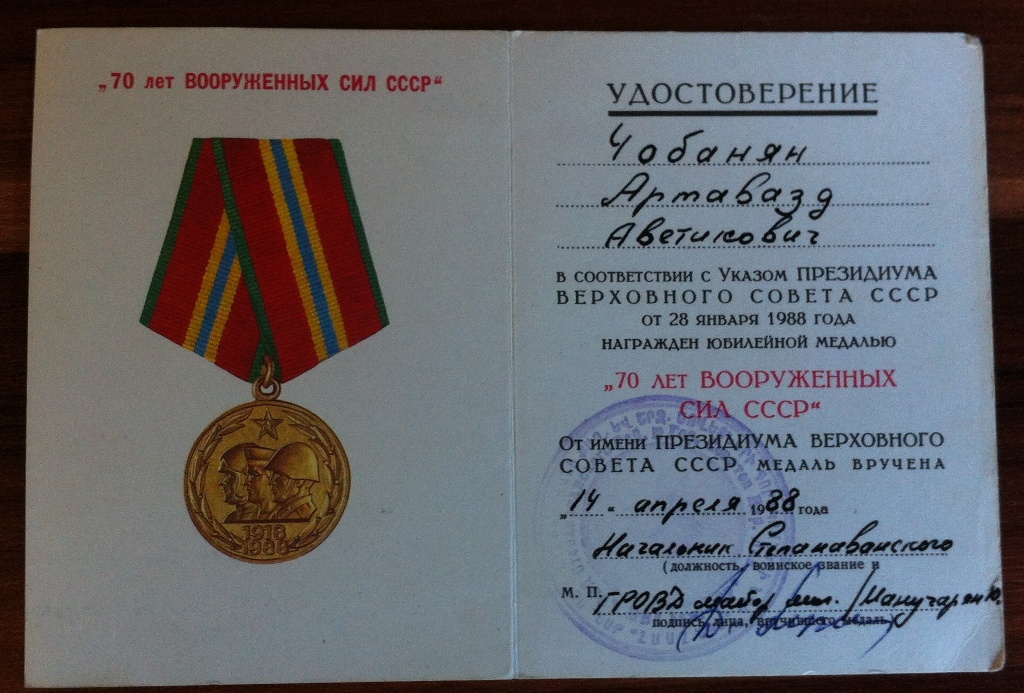 „70 лет ВООРУЖЕННЫХ СИЛ СССР“
1918
1988
УДОСТОВЕРЕНИЕ
Чобанян
Артавазд
Аветикович
в соответствии с Указом ПРЕЗИДИУМА
ВЕРХОВНОГО СОВЕТА СССР
от 28 января 1988 года
награжден юбилейной медалью
„70 лет ВООРУЖЕННЫХ
СИЛ СССР“
От имени ПРЕЗИДИУМА ВЕРХОВНОГО
СОВЕТА СССР медаль вручена
„14“ апреля 1988 года
Начальник Степанаванского
(должность, воинское звание и
М. П. ГРОВД майор мил. /Манучарян Ю.
подпись лица, вручившего медаль)